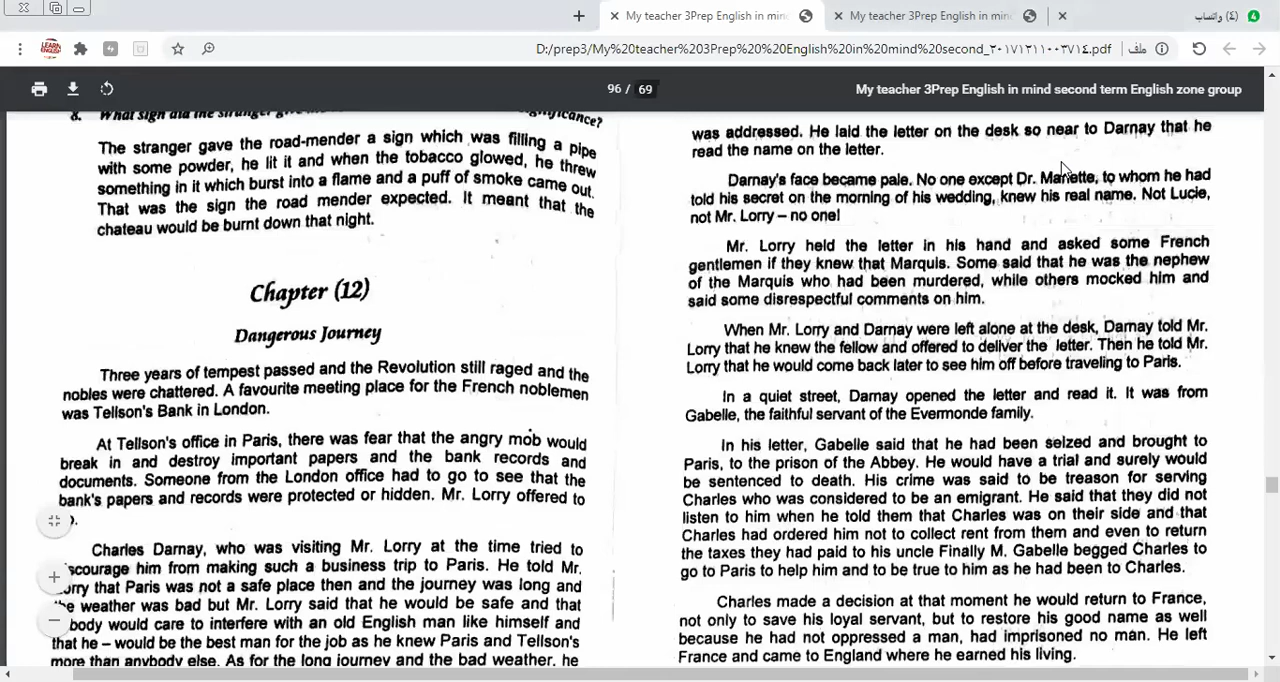 My teacher 3Prep English in mind
My teacher 3Prep English in mind
(٤) واتساب
D:/prep3/My%20teacher%203Prep%20%20English%20in%20mind%20second_٢٠١٧١٢١١٠٠٣٧١٤.pdf
ملف
96 / 69
My teacher 3Prep English in mind second term English zone group
8. What sign did the stranger
The stranger gave the road-mender a sign which was filling a pipe
with some powder, he lit it and when the tobacco glowed, he threw
something in it which burst into a flame and a puff of smoke came out.
That was the sign the road mender expected. It meant that the
chateau would be burnt down that night.
Chapter (12)
Dangerous Journey
Three years of tempest passed and the Revolution still raged and the
nobles were chattered. A favourite meeting place for the French noblemen
was Tellson's Bank in London.
At Tellson's office in Paris, there was fear that the angry mob would
break in and destroy important papers and the bank records and
documents. Someone from the London office had to go to see that the
bank's papers and records were protected or hidden. Mr. Lorry offered to
).
Charles Darnay, who was visiting Mr. Lorry at the time tried to
scourage him from making such a business trip to Paris. He told Mr.
orry that Paris was not a safe place then and the journey was long and
e weather was bad but Mr. Lorry said that he would be safe and that
body would care to interfere with an old English man like himself and
that he – would be the best man for the job as he knew Paris and Tellson's
more than anybody else. As for the long journey and the bad weather, he
was addressed. He laid the letter on the desk so near to Darnay that he
read the name on the letter.
Darnay's face became pale. No one except Dr. Manette, to whom he had
told his secret on the morning of his wedding, knew his real name. Not Lucie,
not Mr. Lorry – no one!
Mr. Lorry held the letter in his hand and asked some French
gentlemen if they knew that Marquis. Some said that he was the nephew
of the Marquis who had been murdered, while others mocked him and
said some disrespectful comments on him.
When Mr. Lorry and Darnay were left alone at the desk, Darnay told Mr.
Lorry that he knew the fellow and offered to deliver the letter. Then he told Mr.
Lorry that he would come back later to see him off before traveling to Paris.
In a quiet street, Darnay opened the letter and read it. It was from
Gabelle, the faithful servant of the Evermonde family.
In his letter, Gabelle said that he had been seized and brought to
Paris, to the prison of the Abbey. He would have a trial and surely would
be sentenced to death. His crime was said to be treason for serving
Charles who was considered to be an emigrant. He said that they did not
listen to him when he told them that Charles was on their side and that
Charles had ordered him not to collect rent from them and even to return
the taxes they had paid to his uncle Finally M. Gabelle begged Charles to
go to Paris to help him and to be true to him as he had been to Charles.
Charles made a decision at that moment he would return to France,
not only to save his loyal servant, but to restore his good name as well
because he had not oppressed a man, had imprisoned no man. He left
France and came to England where he earned his living.